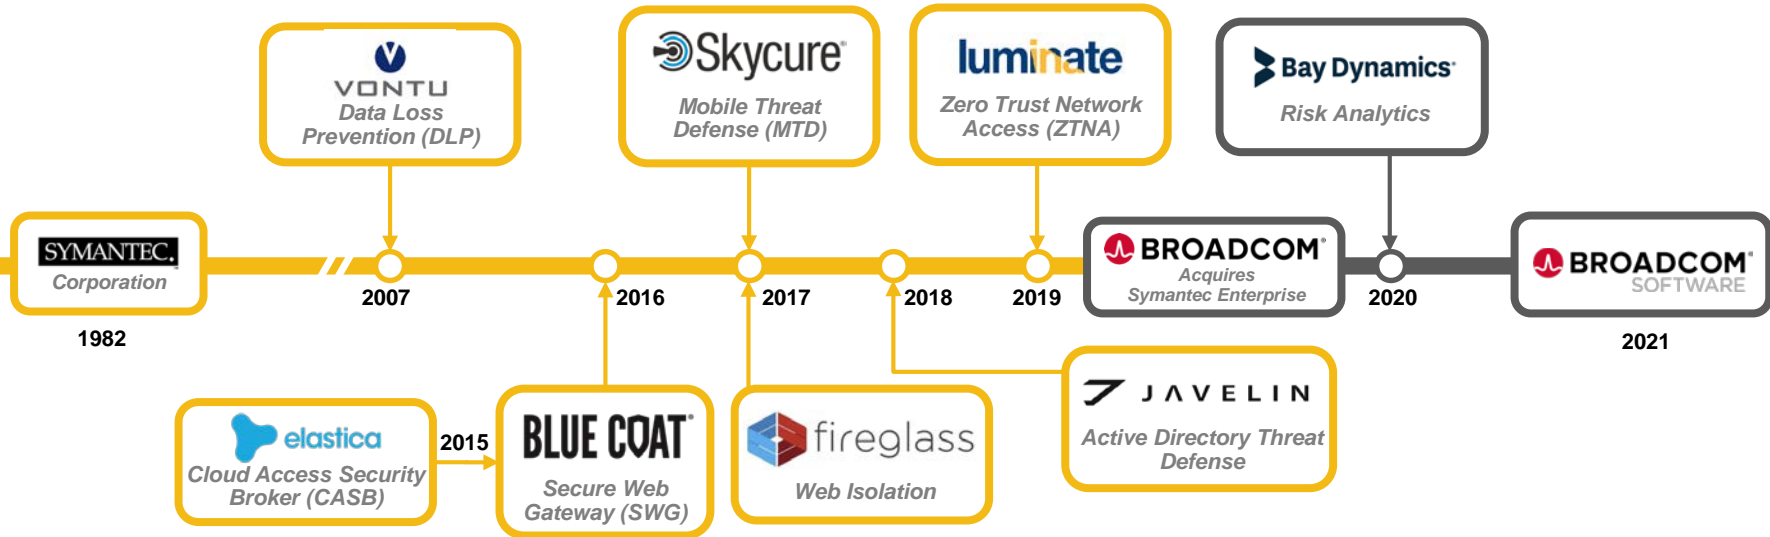 VONTU
Data Loss
Prevention (DLP)
Skycure
Mobile Threat
Defense (MTD)
luminate
Zero Trust Network
Access (ZTNA)
Bay Dynamics
Risk Analytics
SYMANTEC.
Corporation
1982
2007
2016
2017
2018
2019
BROADCOM®
Acquires
Symantec Enterprise
2020
BROADCOM®
SOFTWARE
2021
elastica
Cloud Access Security
Broker (CASB)
2015
BLUE COAT®
Secure Web
Gateway (SWG)
fireglass
Web Isolation
JAVELIN
Active Directory Threat
Defense